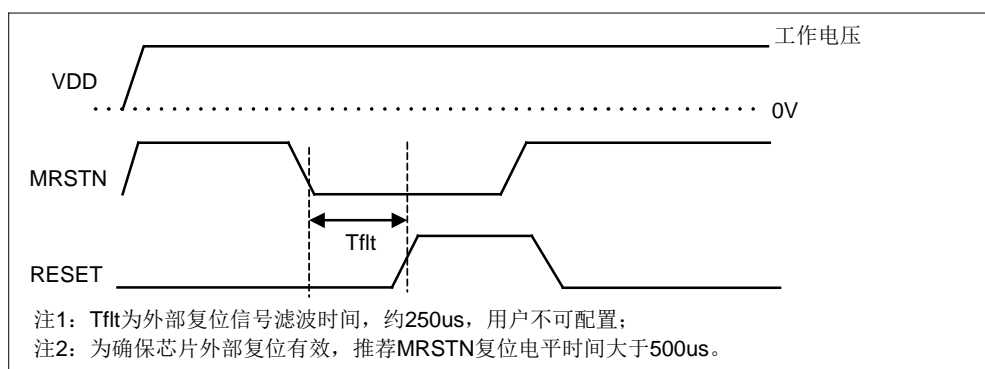 工作电压
VDD
0V
MRSTN
Tflt
RESET
注1：Tflt为外部复位信号滤波时间，约250us，用户不可配置；
注2：为确保芯片外部复位有效，推荐MRSTN复位电平时间大于500us。